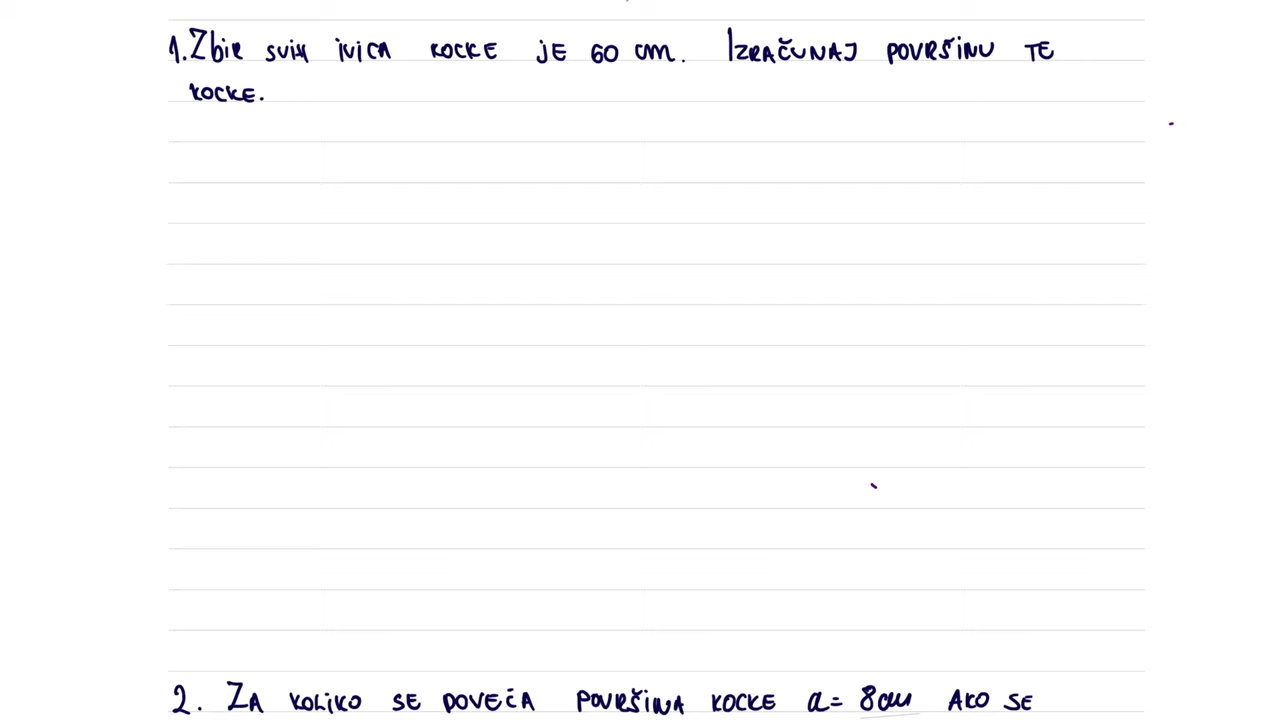 1. Zbir svih ivica kocke je 60 cm. Izračunaj površinu te
kocke.
2. Za koliko se poveća površina kocke a = 8cm ako se